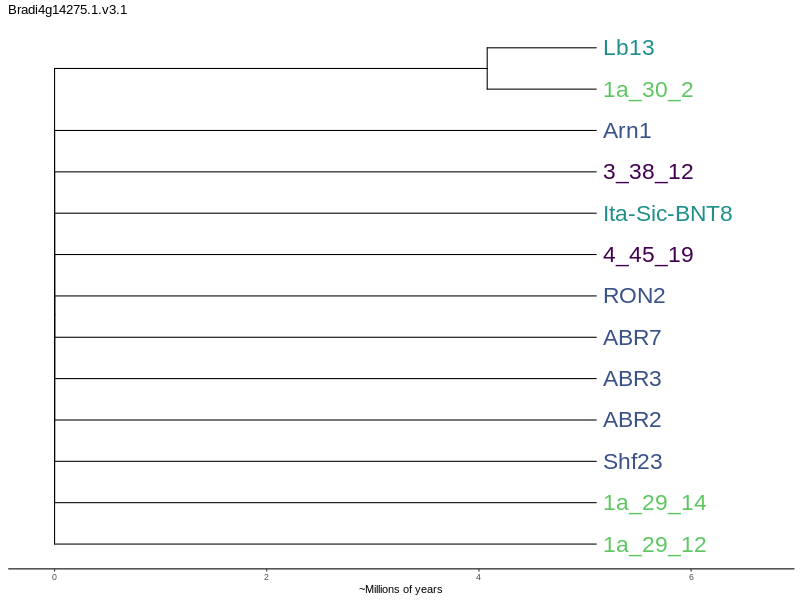 Bradi4g14275.1.v3.1
Lb13
1a_30_2
Arn1
3_38_12
Ita-Sic-BNT8
4_45_19
RON2
ABR7
ABR3
ABR2
Shf23
1a_29_14
1a_29_12
0 2 4 6
~Millions of years